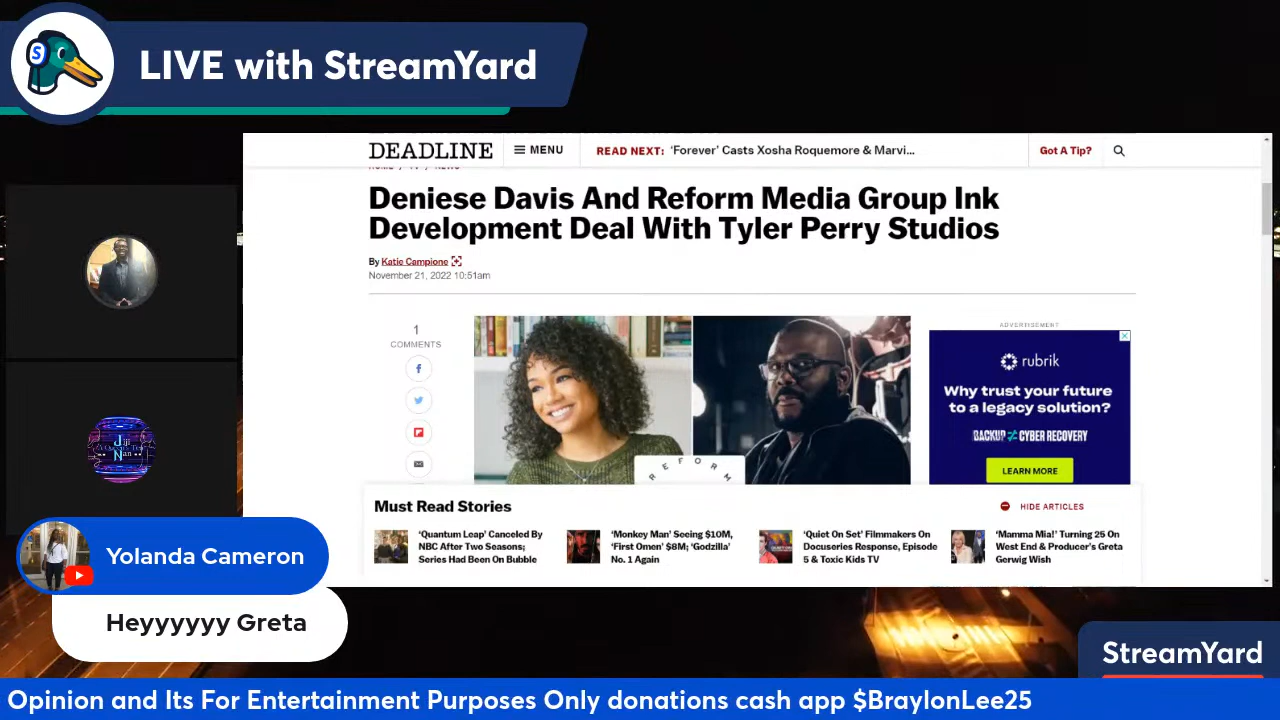 S
LIVE with StreamYard
DEADLINE
MENU
READ NEXT: 'Forever' Casts Xosha Roquemore & Marvi...
Got A Tip?
Deniese Davis And Reform Media Group Ink
Development Deal With Tyler Perry Studios
By Katie Campione
November 21, 2022 10:51am
1
COMMENTS
REFORM
ADVERTISEMENT
rubrik
Why trust your future
to a legacy solution?
BACKUP ≠ CYBER RECOVERY
LEARN MORE
Must Read Stories
HIDE ARTICLES
'Quantum Leap' Canceled By
NBC After Two Seasons;
Series Had Been On Bubble
'Monkey Man' Seeing $10M,
'First Omen' $8M; 'Godzilla'
No. 1 Again
'Quiet On Set' Filmmakers On
Docuseries Response, Episode
5 & Toxic Kids TV
'Mamma Mia!' Turning 25 On
West End & Producer's Greta
Gerwig Wish
Yolanda Cameron
Heyyyyyy Greta
StreamYard
Opinion and Its For Entertainment Purposes Only donations cash app $BraylonLee25